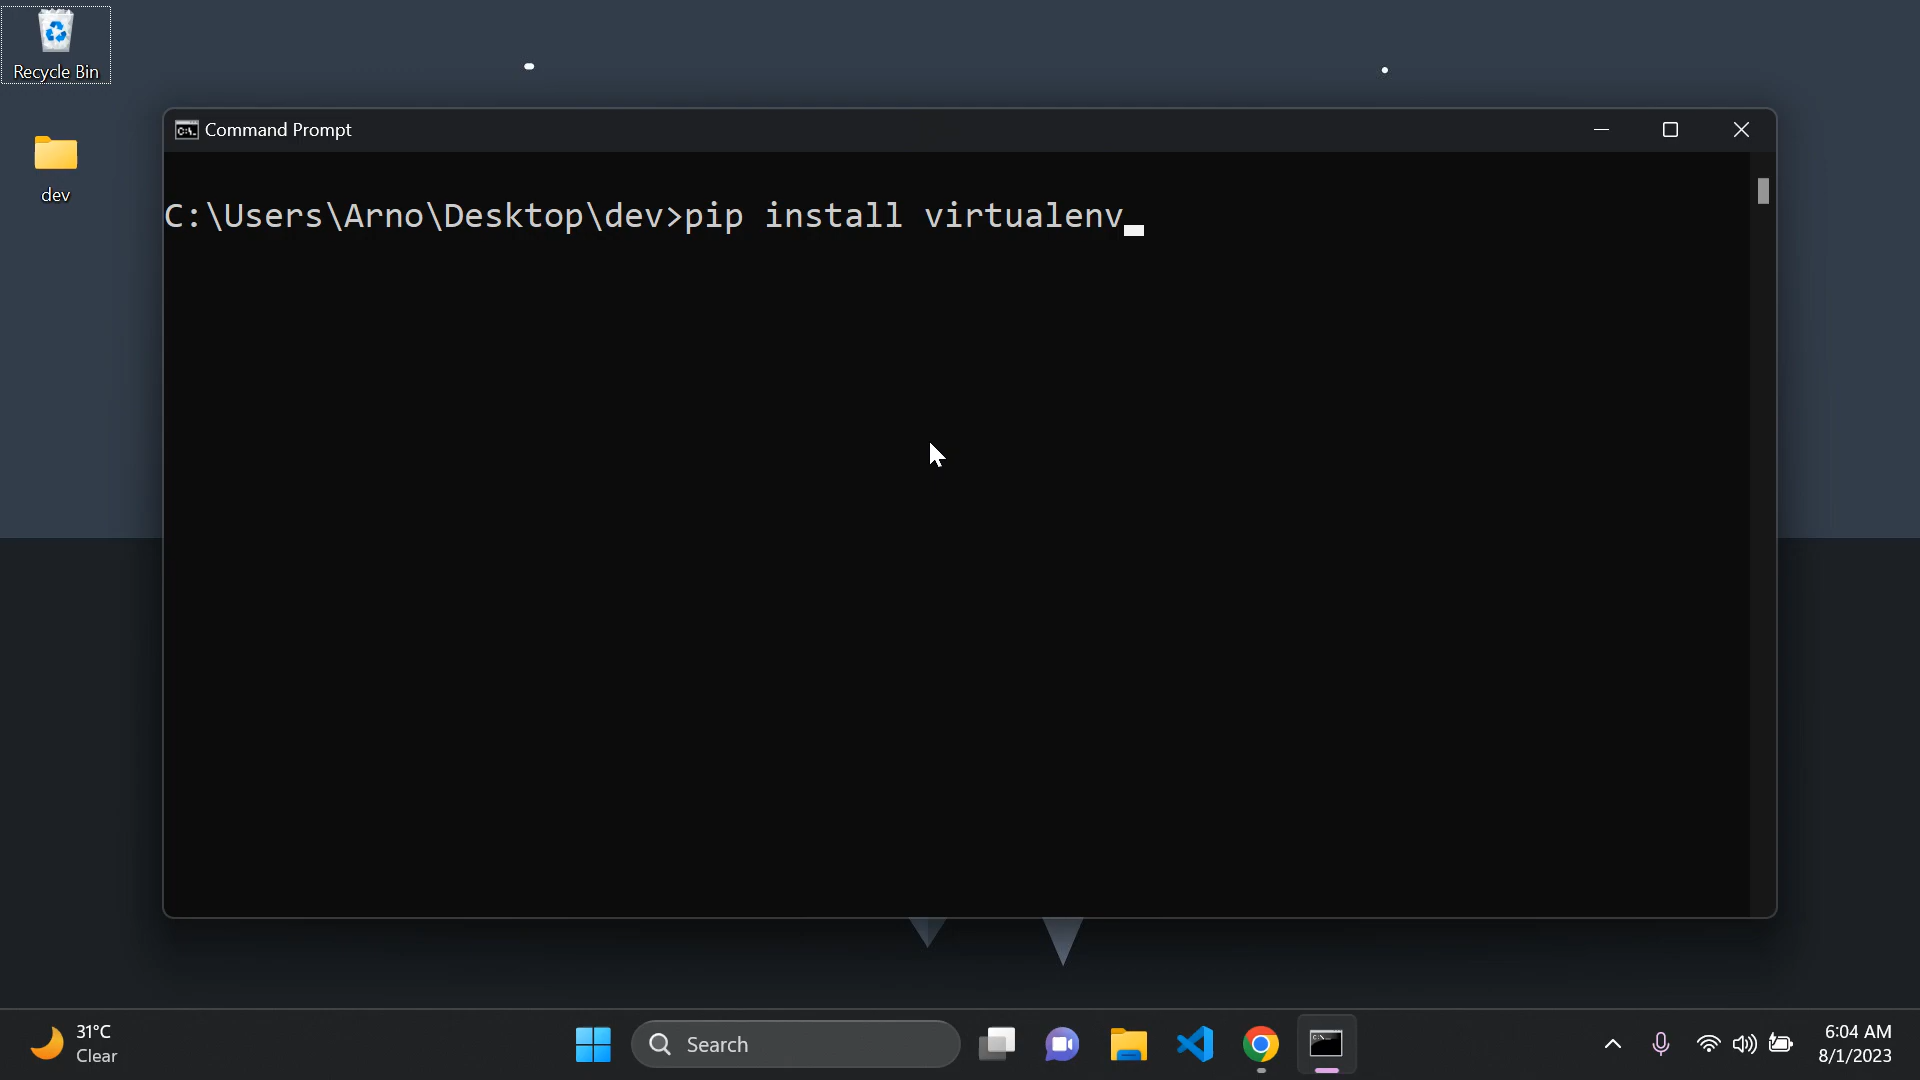 Recycle Bin
dev
Command Prompt
C:\Users\Arno\Desktop\dev>pip install virtualenv
31°C
Clear
Search
6:04 AM
8/1/2023